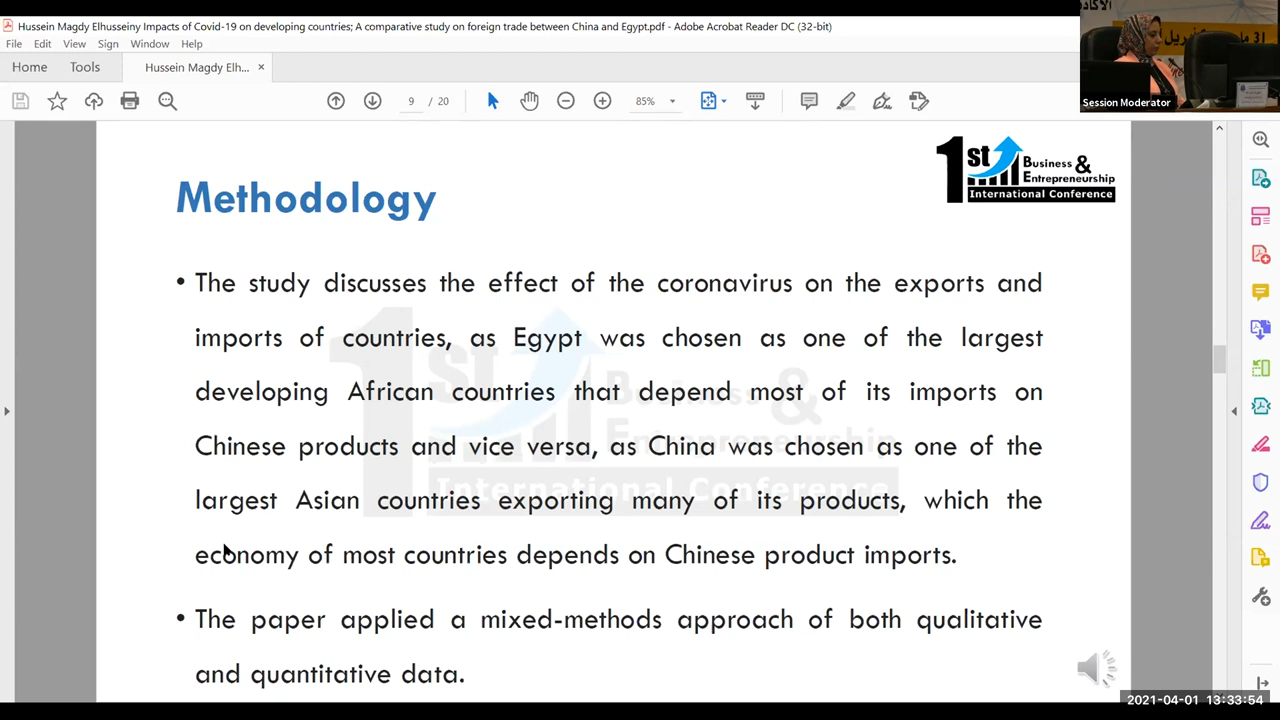 Hussein Magdy Elhusseiny Impacts of Covid-19 on developing countries; A comparative study on foreign trade between China and Egypt.pdf - Adobe Acrobat Reader DC (32-bit)
File Edit View Sign Window Help
Home Tools Hussein Magdy Elh... ×
9 / 20 85%
31
Session Moderator
1st Business & Entrepreneurship
International Conference
Methodology
• The study discusses the effect of the coronavirus on the exports and
imports of countries, as Egypt was chosen as one of the largest
developing African countries that depend most of its imports on
Chinese products and vice versa, as China was chosen as one of the
largest Asian countries exporting many of its products, which the
economy of most countries depends on Chinese product imports.
• The paper applied a mixed-methods approach of both qualitative
and quantitative data.
1st Business & Entrepreneurship
International Conference
2021-04-01 13:33:54